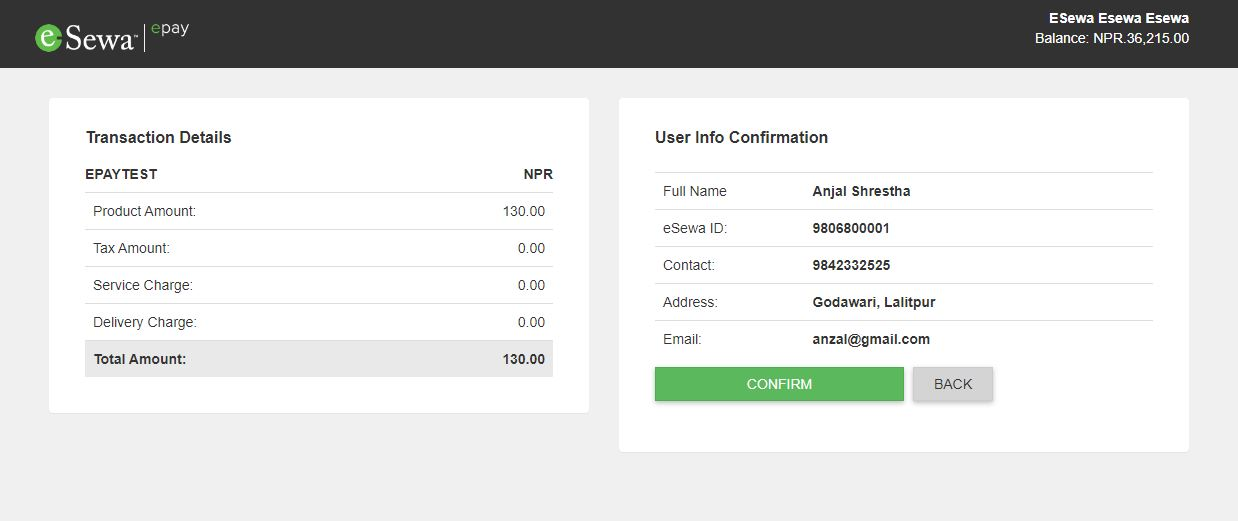 eSewa™ epay
ESewa Esewa Esewa
Balance: NPR.36,215.00
Transaction Details
EPAYTEST NPR
Product Amount: 130.00
Tax Amount: 0.00
Service Charge: 0.00
Delivery Charge: 0.00
Total Amount: 130.00
User Info Confirmation
Full Name Anjal Shrestha
eSewa ID: 9806800001
Contact: 9842332525
Address: Godawari, Lalitpur
Email: anzal@gmail.com
CONFIRM BACK